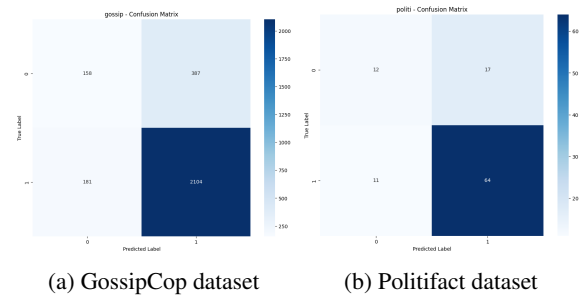 gossip - Confusion Matrix
158 387
181 2104
0
1
0 1
True Label
Predicted Label
2000
1750
1500
1250
1000
750
500
250
(a) GossipCop dataset
politi - Confusion Matrix
12 17
11 64
0
1
0 1
True Label
Predicted Label
60
50
40
30
20
(b) Politifact dataset